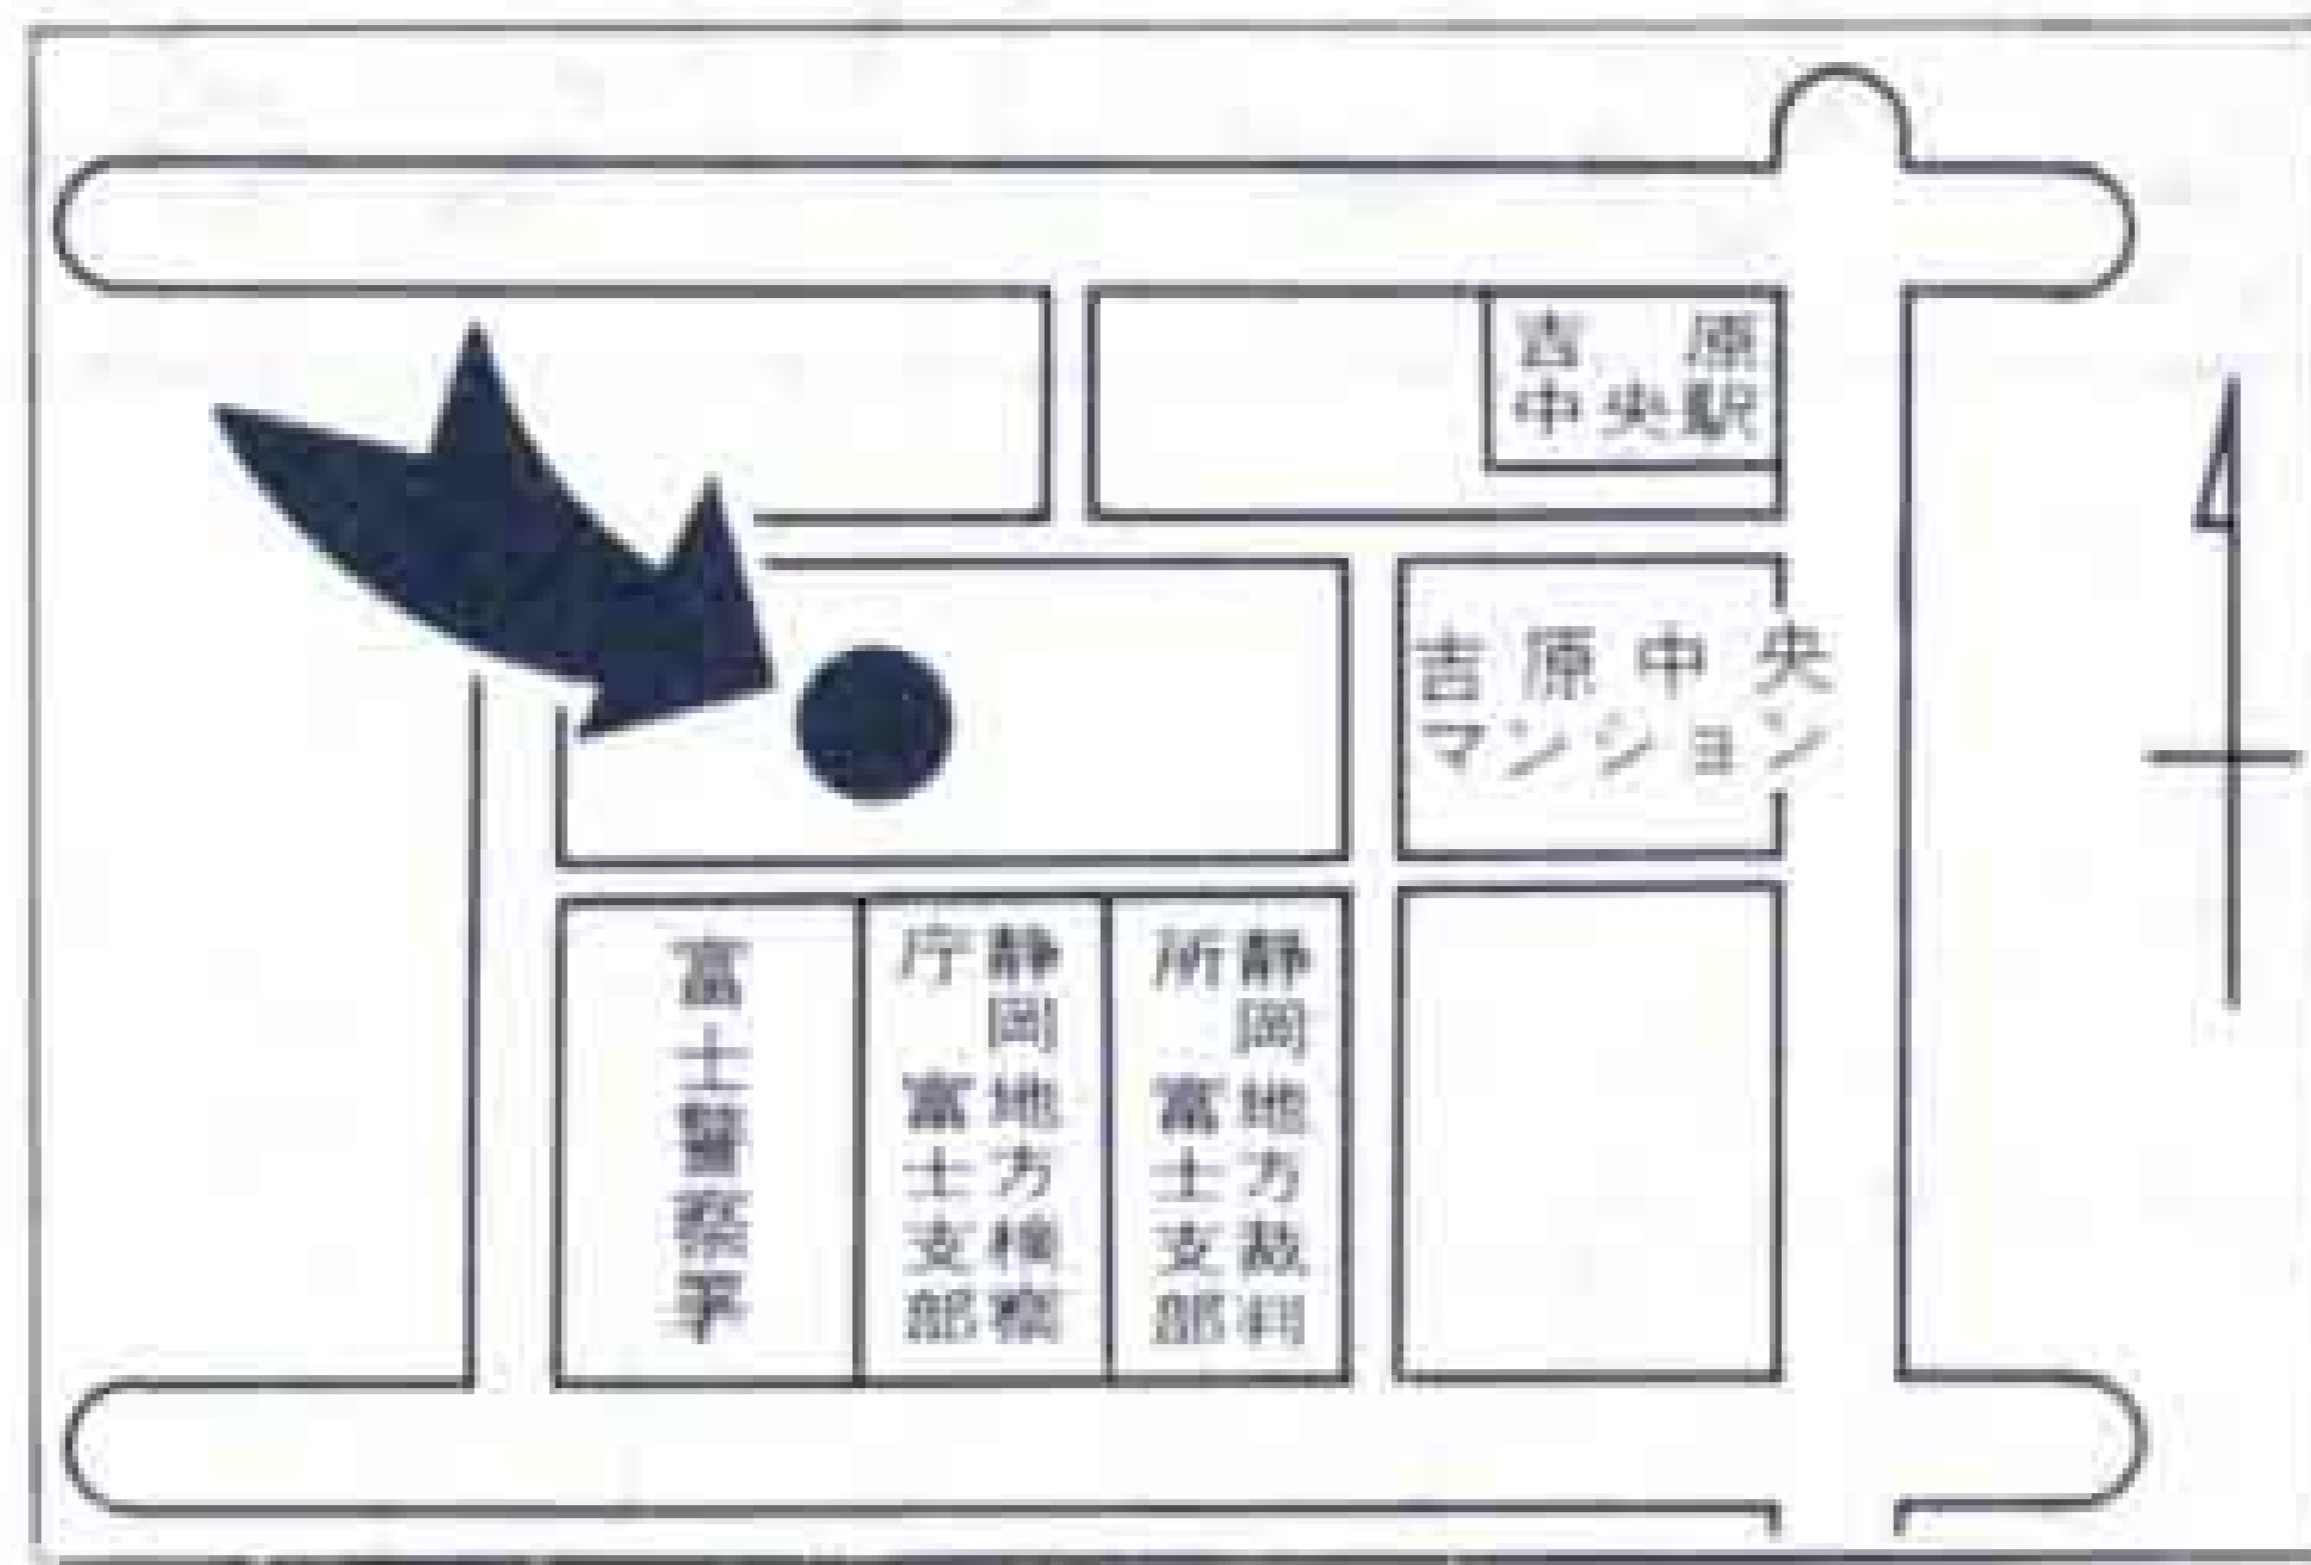 吉原
中央駅
吉原中央
マンション
富士警察署
静岡地方検察
庁 富士支部
静岡地方裁判
所 富士支部